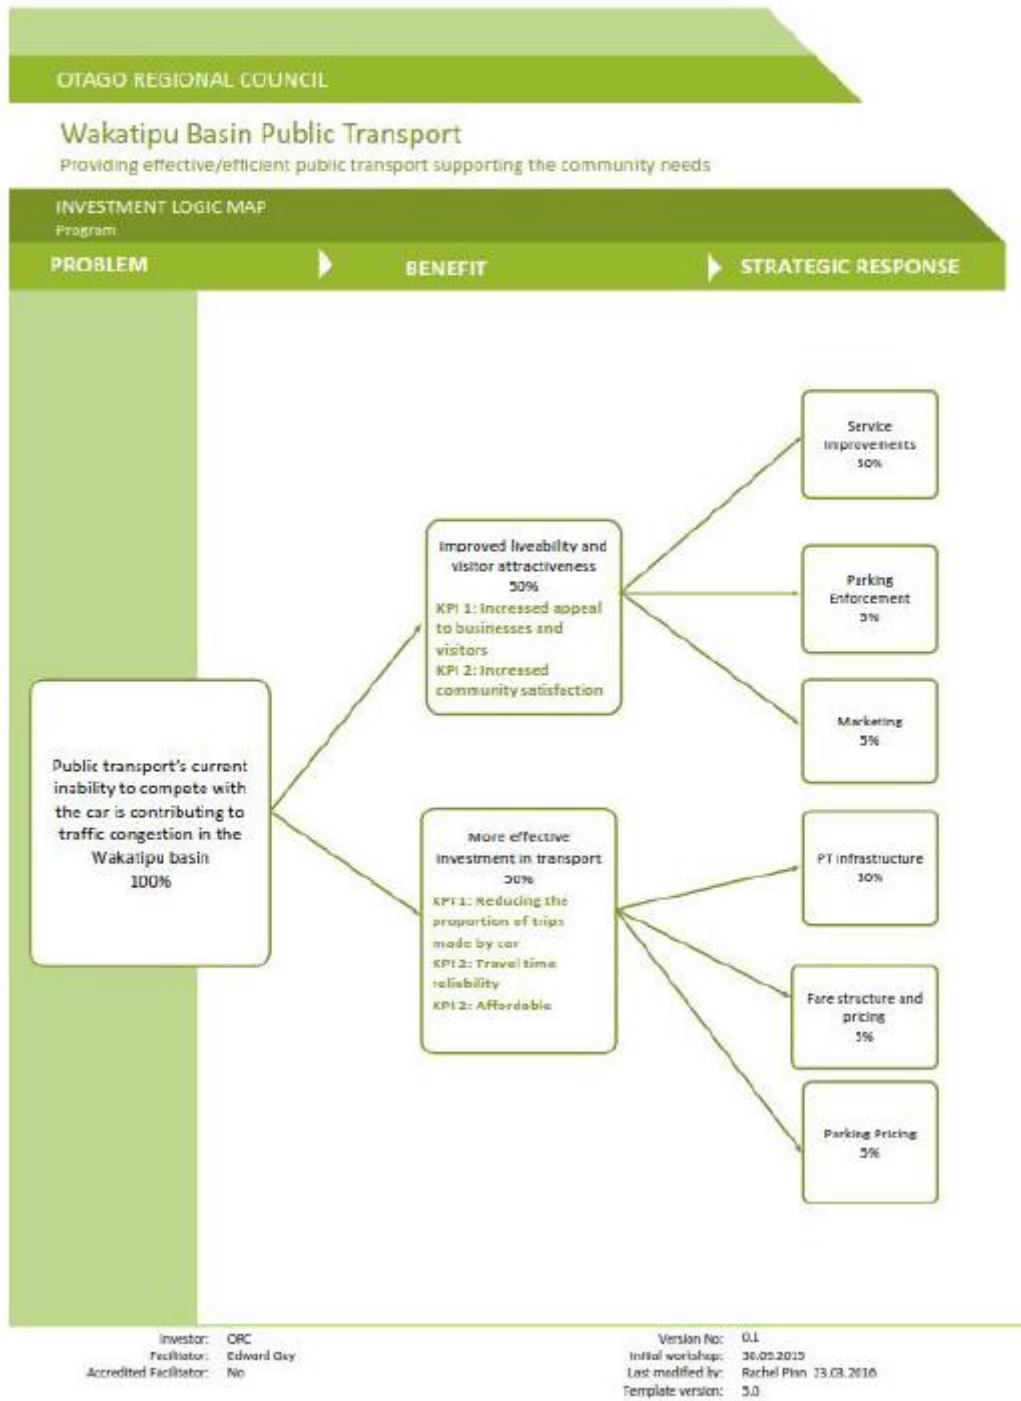 OTAGO REGIONAL COUNCIL
Wakatipu Basin Public Transport
Providing effective/efficient public transport supporting the community needs
INVESTMENT LOGIC MAP
Program
PROBLEM
BENEFIT
STRATEGIC RESPONSE
Public transport's current
inability to compete with
the car is contributing to
traffic congestion in the
Wakatipu basin
100%
Improved liveability and
visitor attractiveness
50%
KPI 1: Increased appeal
to businesses and
visitors
KPI 2: Increased
community satisfaction
More effective
investment in transport
50%
KPI 1: Reducing the
proportion of trips
made by car
KPI 2: Travel time
reliability
KPI 2: Affordable
Service
improvements
50%
Parking
Enforcement
5%
Marketing
5%
PT infrastructure
30%
Fare structure and
pricing
5%
Parking Pricing
5%
Investor: ORC
Facilitator: Edward Guy
Accredited Facilitator: No
Version No: 0.1
Initial workshop: 30.09.2015
Last modified by: Rachel Pinn 23.03.2016
Template version: 5.0